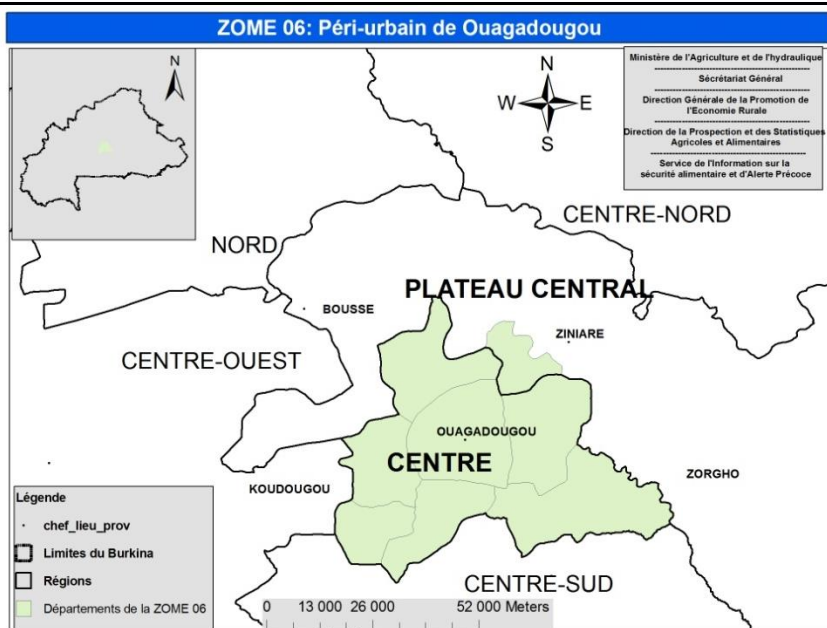 ZOME 06: Péri-urbain de Ouagadougou
N
Ministère de l'Agriculture et de l'hydraulique
Sécrétariat Général
Direction Générale de la Promotion de
l'Economie Rurale
Direction de la Prospection et des Statistiques
Agricoles et Alimentaires
Service de l'Information sur la
sécurité alimentaire et d'Alerte Précoce
N
W E
S
CENTRE-NORD
NORD
PLATEAU CENTRAL
BOUSSE
ZINIARE
CENTRE-OUEST
OUAGADOUGOU
CENTRE
ZORGHO
KOUDOUGOU
CENTRE-SUD
Légende
chef_lieu_prov
Limites du Burkina
Régions
Départements de la ZOME 06
0 13 000 26 000 52 000 Meters